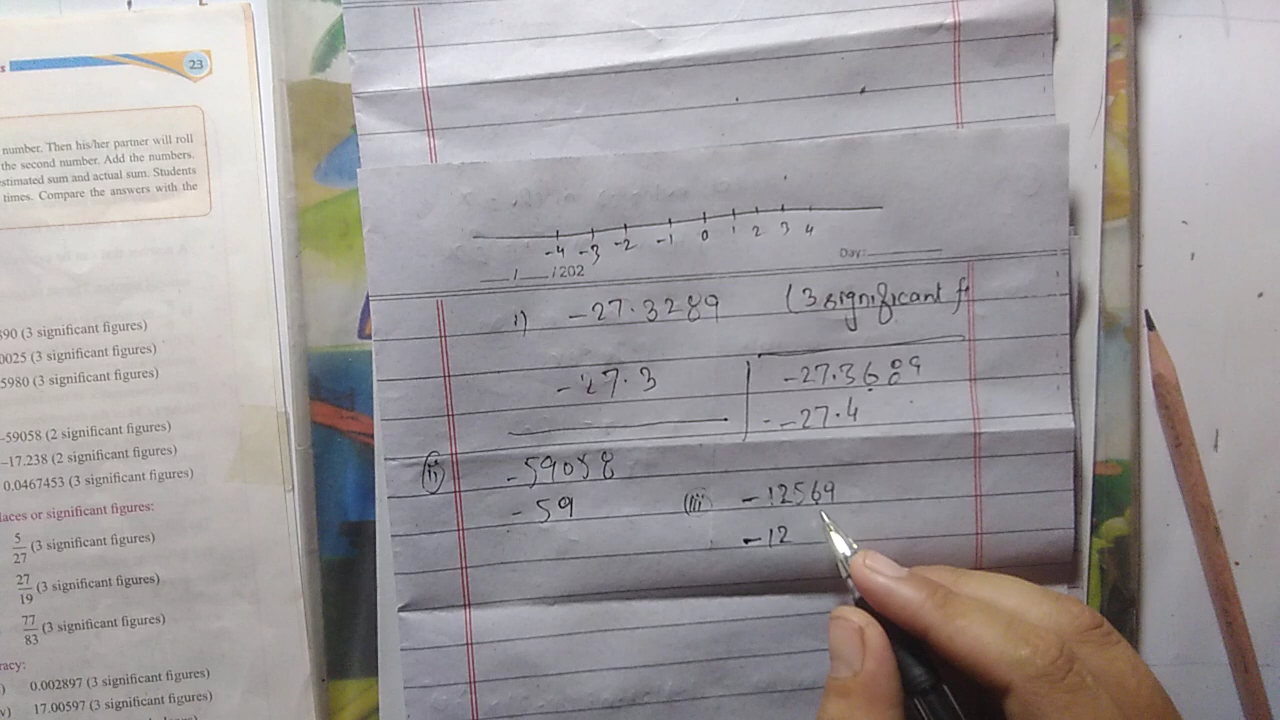 23
number. Then his/her partner will roll
the second number. Add the numbers.
estimated sum and actual sum. Students
times. Compare the answers with the
890 (3 significant figures)
0025 (3 significant figures)
5980 (3 significant figures)
-59058 (2 significant figures)
-17.238 (2 significant figures)
0.0467453 (3 significant figures)
laces or significant figures:
5/27 (3 significant figures)
27/19 (3 significant figures)
77/83 (3 significant figures)
racy:
0.002897 (3 significant figures)
v) 17.00597 (3 significant figures)
-4 -3 -2 -1 0 1 2 3 4
__/__/202 Day:
i) -27.3289 (3 significant f
-27.3
-27.3689
-27.4
(ii) -59058
-59
(iii) -12569
-12